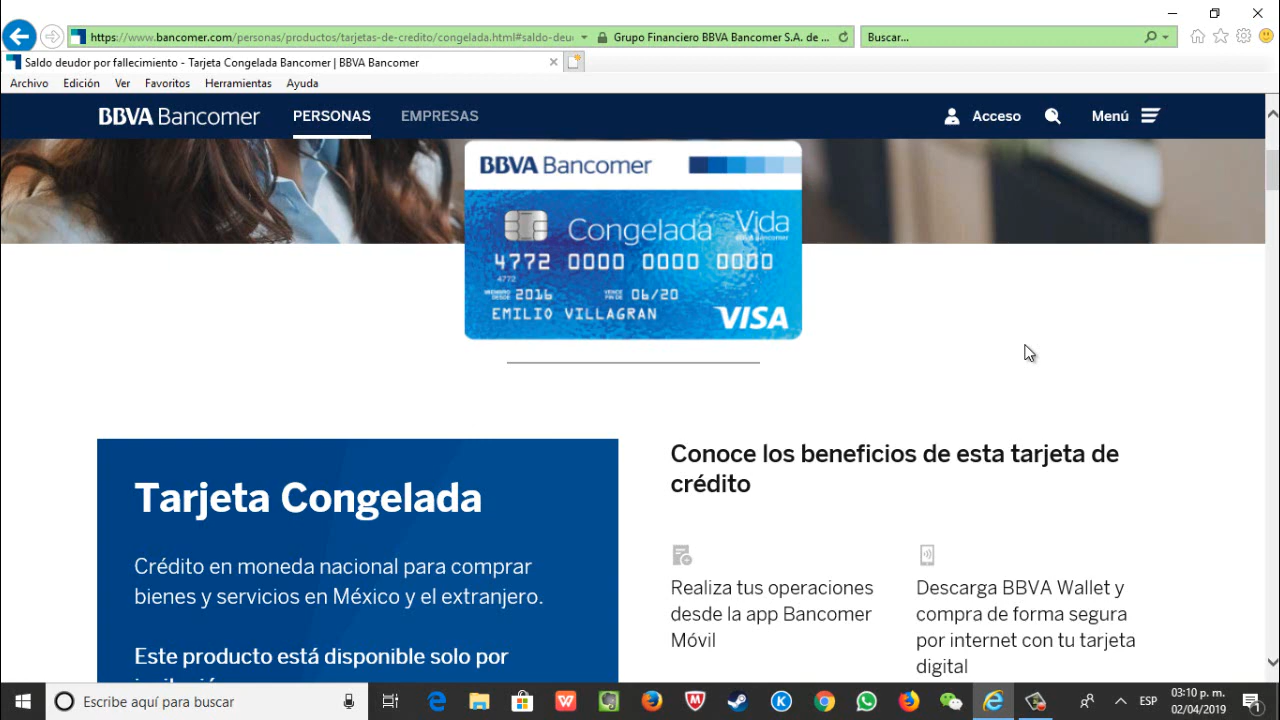 https://www.bancomer.com/personas/productos/tarjetas-de-credito/congelada.html#saldo-deu
Grupo Financiero BBVA Bancomer S.A. de ...
Buscar...
Saldo deudor por fallecimiento - Tarjeta Congelada Bancomer | BBVA Bancomer
Archivo Edición Ver Favoritos Herramientas Ayuda
BBVA Bancomer PERSONAS EMPRESAS Acceso Menú
BBVA Bancomer
Congelada Vida
4772 0000 0000 0000
4772
2016 06/20
EMILIO VILLAGRAN
VISA
Tarjeta Congelada
Crédito en moneda nacional para comprar
bienes y servicios en México y el extranjero.
Este producto está disponible solo por
Conoce los beneficios de esta tarjeta de
crédito
Realiza tus operaciones
desde la app Bancomer
Móvil
Descarga BBVA Wallet y
compra de forma segura
por internet con tu tarjeta
digital
Escribe aquí para buscar
ESP
03:10 p. m.
02/04/2019
1